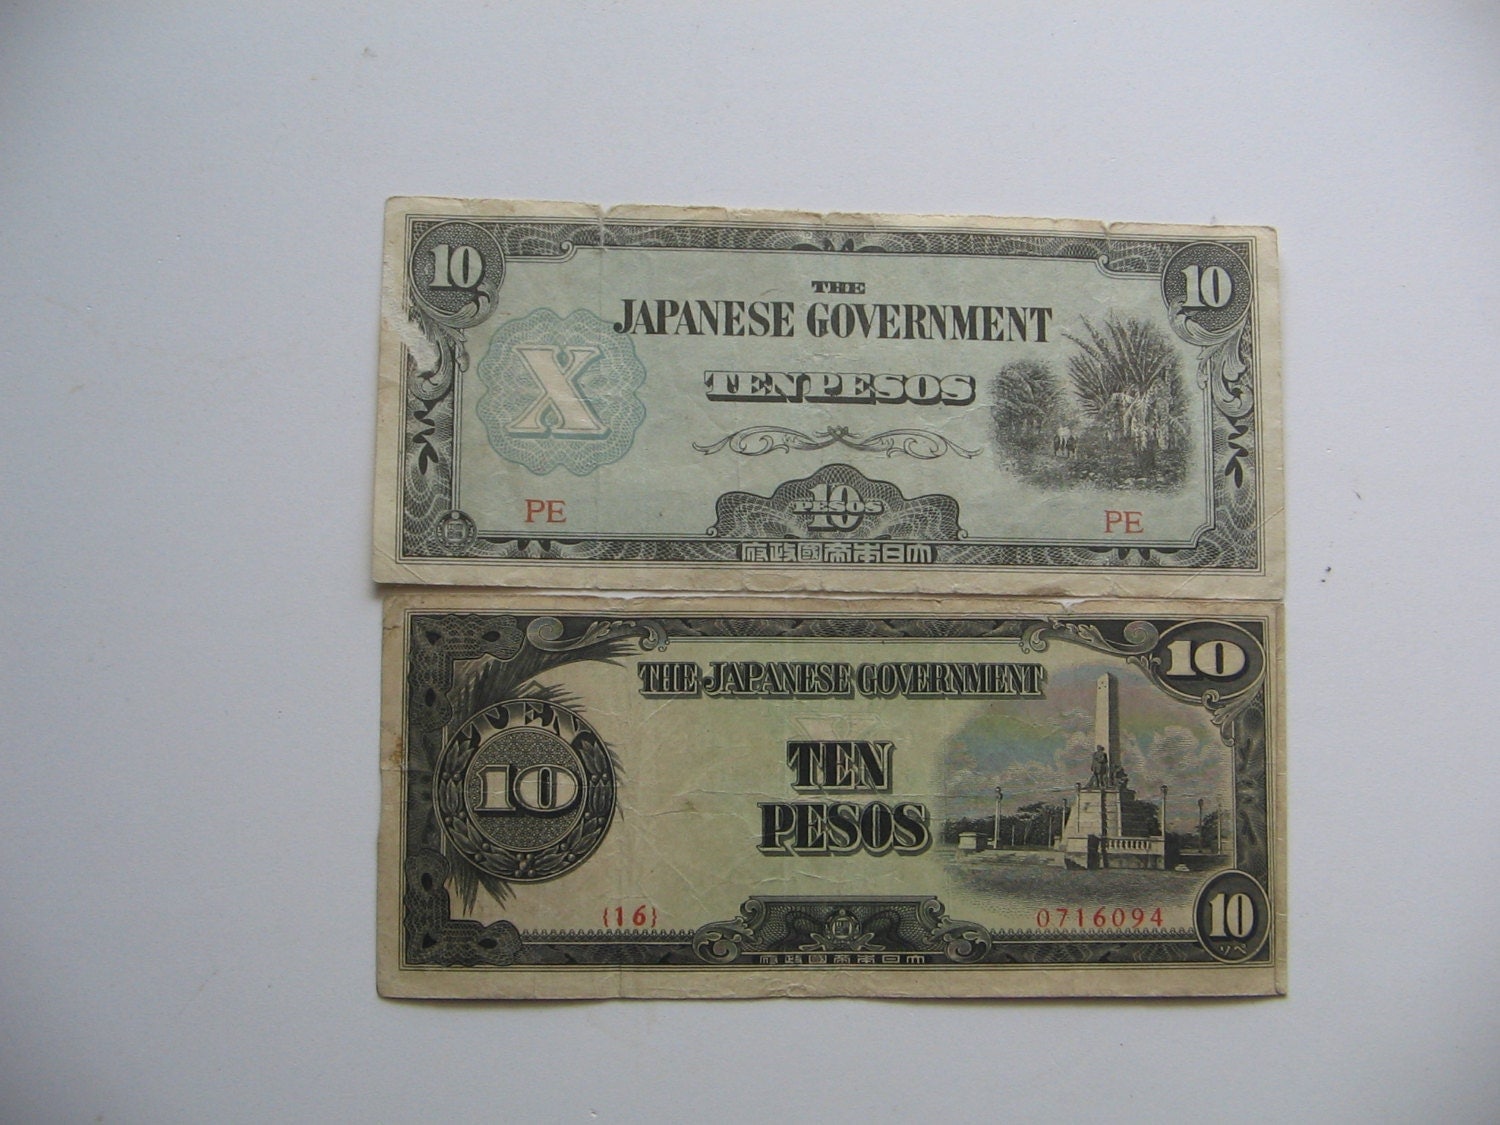 10
10
THE
JAPANESE GOVERNMENT
X
TEN PESOS
10
PESOS
PE
PE
府政國帝本日大
10
THE JAPANESE GOVERNMENT
TEN
10
TEN
PESOS
{16}
0716094
10
府政國帝本日大